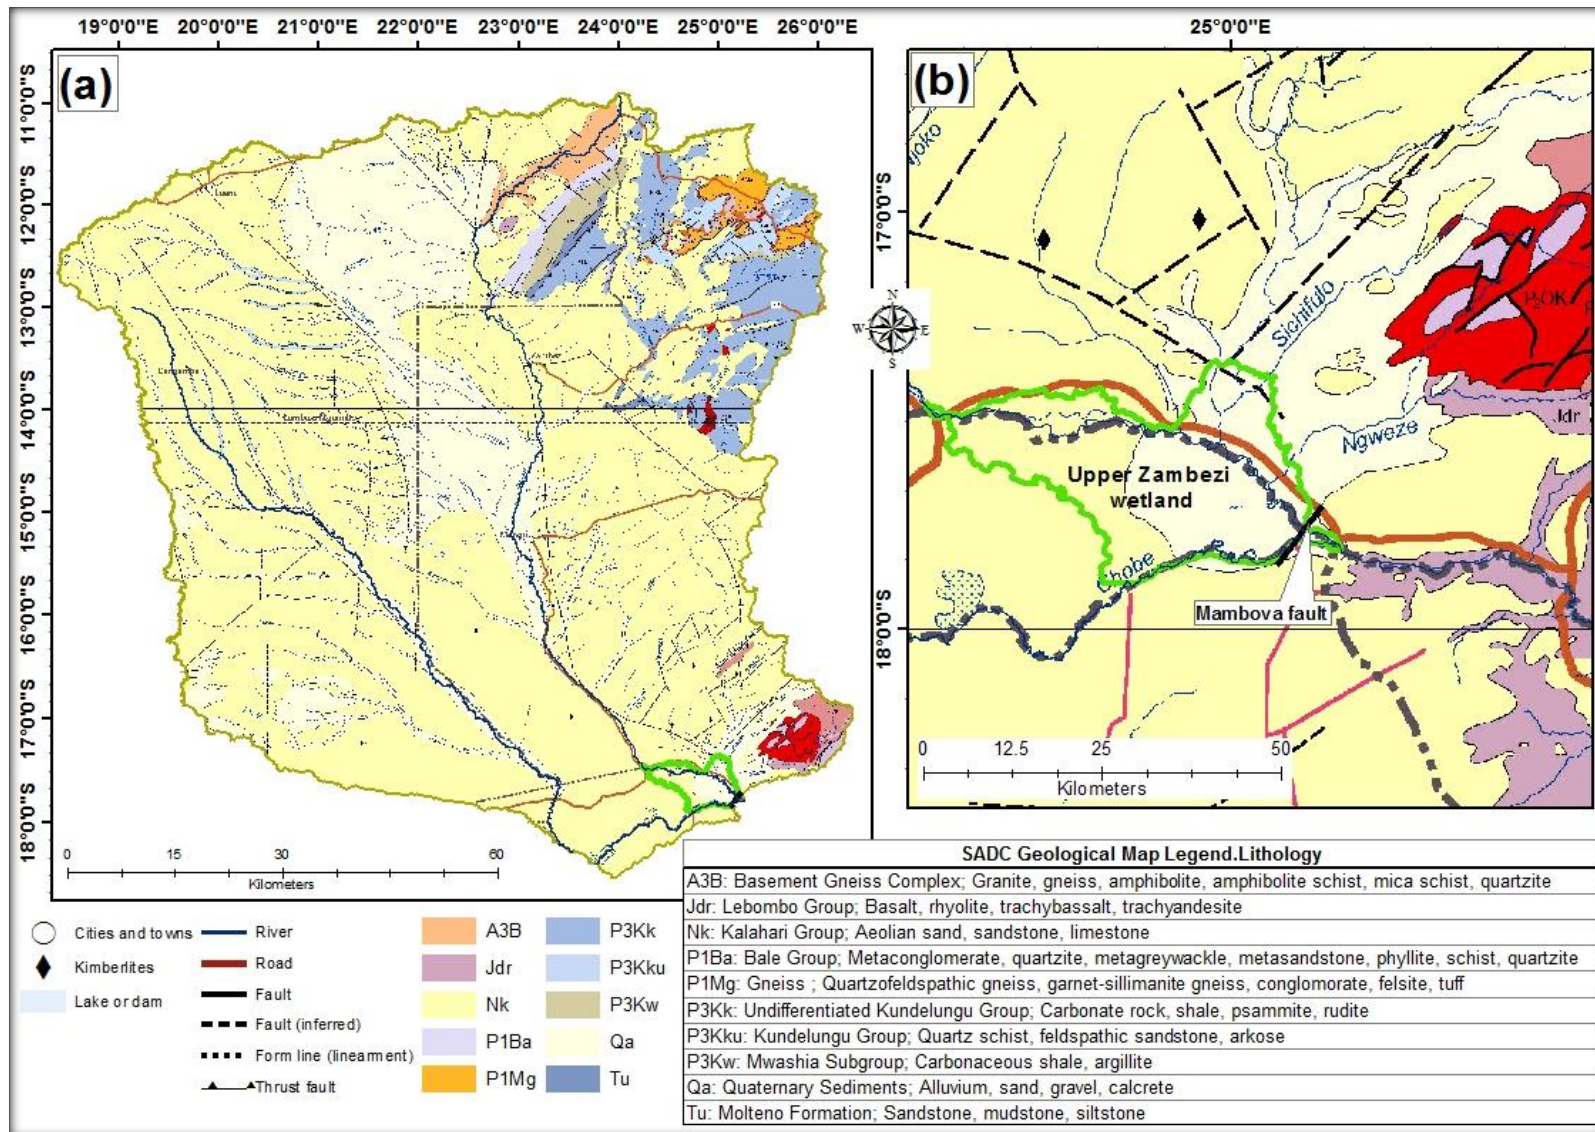 19°0'0"E 20°0'0"E 21°0'0"E 22°0'0"E 23°0'0"E 24°0'0"E 25°0'0"E 26°0'0"E
25°0'0"E
(a)
(b)
11°0'0"S
12°0'0"S
13°0'0"S
14°0'0"S
15°0'0"S
16°0'0"S
17°0'0"S
18°0'0"S
17°0'0"S
18°0'0"S
N
W E
S
Sichifulo
P2OK
Jdr
Ngweze
Upper Zambezi
wetland
Chobe
Mambova fault
0 12.5 25 50
Kilometers
0 15 30 60
Kilometers
Cities and towns
Kimberlites
Lake or dam
River
Road
Fault
Fault (inferred)
Form line (linearment)
Thrust fault
A3B
Jdr
Nk
P1Ba
P1Mg
P3Kk
P3Kku
P3Kw
Qa
Tu
SADC Geological Map Legend.Lithology
A3B: Basement Gneiss Complex; Granite, gneiss, amphibolite, amphibolite schist, mica schist, quartzite
Jdr: Lebombo Group; Basalt, rhyolite, trachybassalt, trachyandesite
Nk: Kalahari Group; Aeolian sand, sandstone, limestone
P1Ba: Bale Group; Metaconglomerate, quartzite, metagreywackle, metasandstone, phyllite, schist, quartzite
P1Mg: Gneiss ; Quartzofeldspathic gneiss, garnet-sillimanite gneiss, conglomorate, felsite, tuff
P3Kk: Undifferentiated Kundelungu Group; Carbonate rock, shale, psammite, rudite
P3Kku: Kundelungu Group; Quartz schist, feldspathic sandstone, arkose
P3Kw: Mwashia Subgroup; Carbonaceous shale, argillite
Qa: Quaternary Sediments; Alluvium, sand, gravel, calcrete
Tu: Molteno Formation; Sandstone, mudstone, siltstone